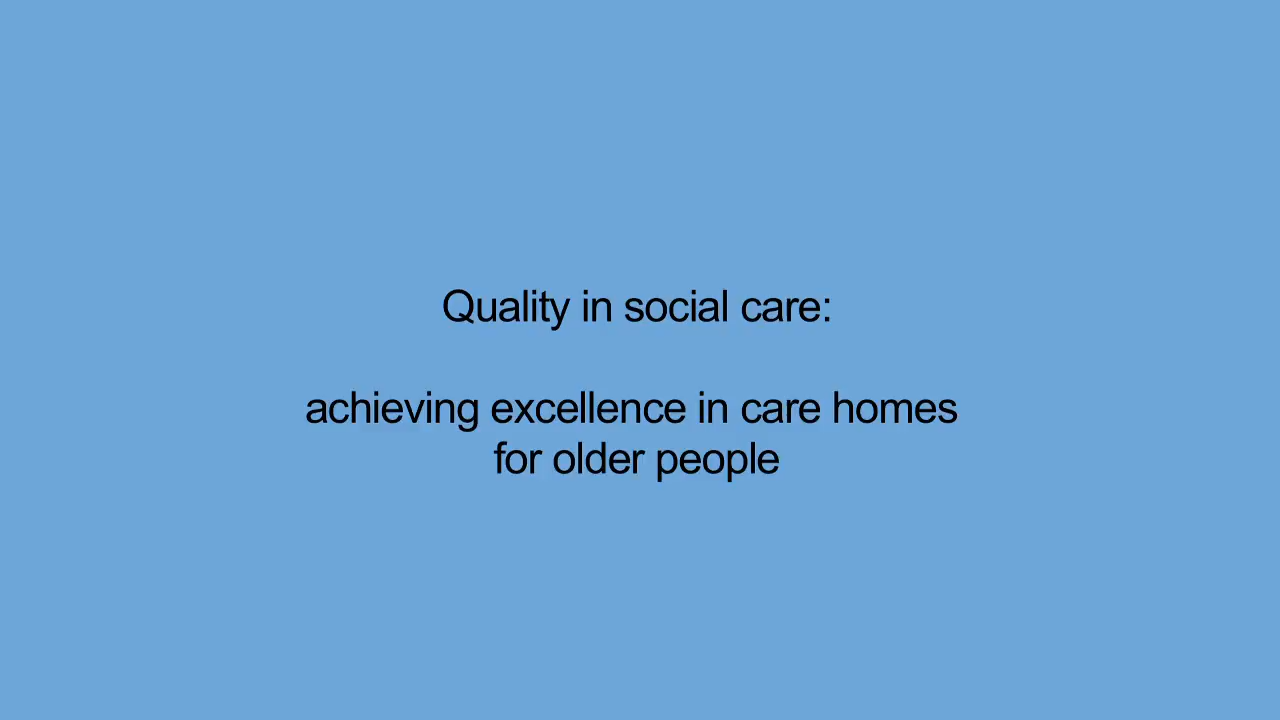 Quality in social care:
achieving excellence in care homes
for older people